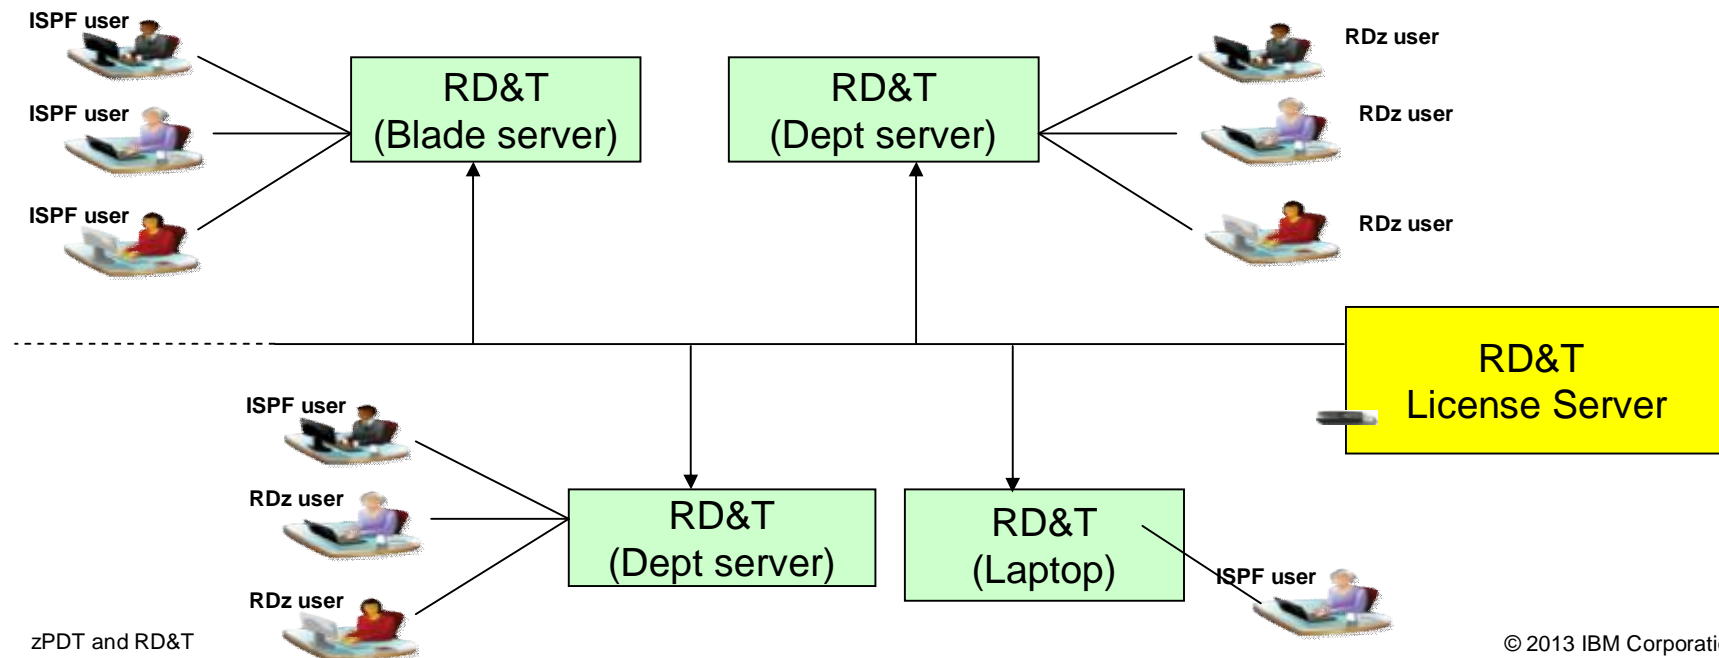 ISPF user
ISPF user
ISPF user
RD&T
(Blade server)
RD&T
(Dept server)
RDz user
RDz user
RDz user
RD&T
License Server
ISPF user
RDz user
RDz user
RD&T
(Dept server)
RD&T
(Laptop)
ISPF user
zPDT and RD&T
© 2013 IBM Corporati